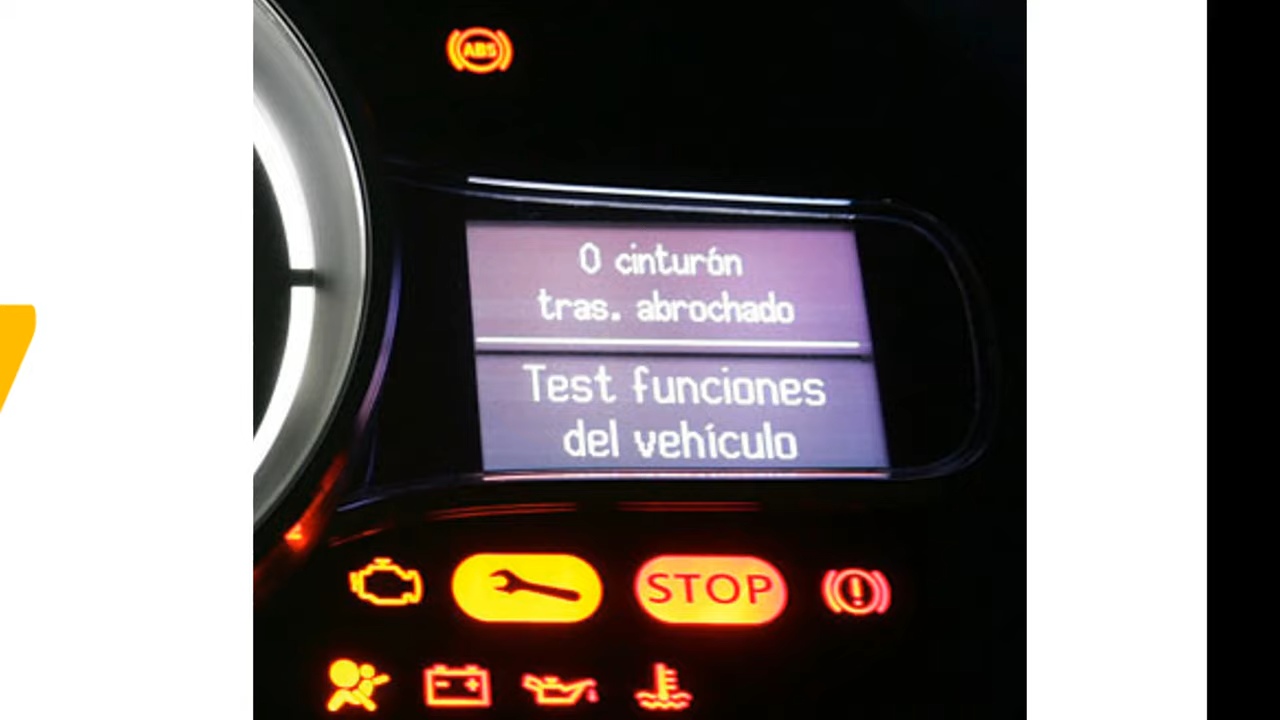 ABS
0 cinturón
tras. abrochado
Test funciones
del vehículo
STOP